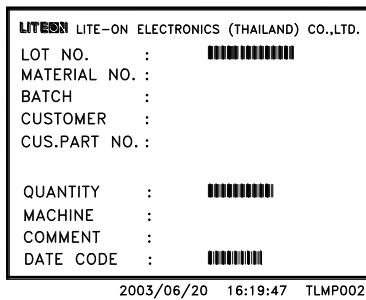 LITEON LITE-ON ELECTRONICS (THAILAND) CO.,LTD.
LOT NO. :
MATERIAL NO. :
BATCH :
CUSTOMER :
CUS.PART NO. :
QUANTITY :
MACHINE :
COMMENT :
DATE CODE :
2003/06/20 16:19:47 TLMP002